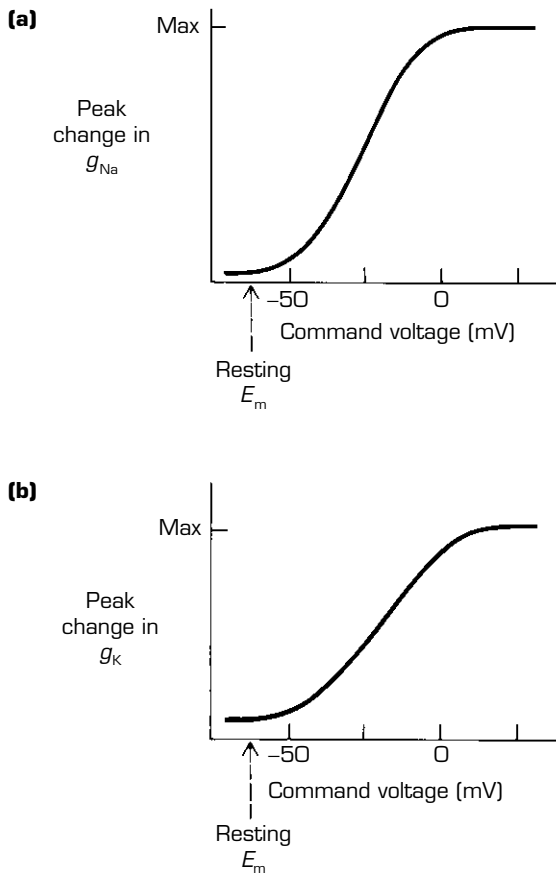 (a)
Max
Peak
change in
gNa
–50 0
Command voltage (mV)
Resting
Em
(b)
Max
Peak
change in
gK
–50 0
Command voltage (mV)
Resting
Em